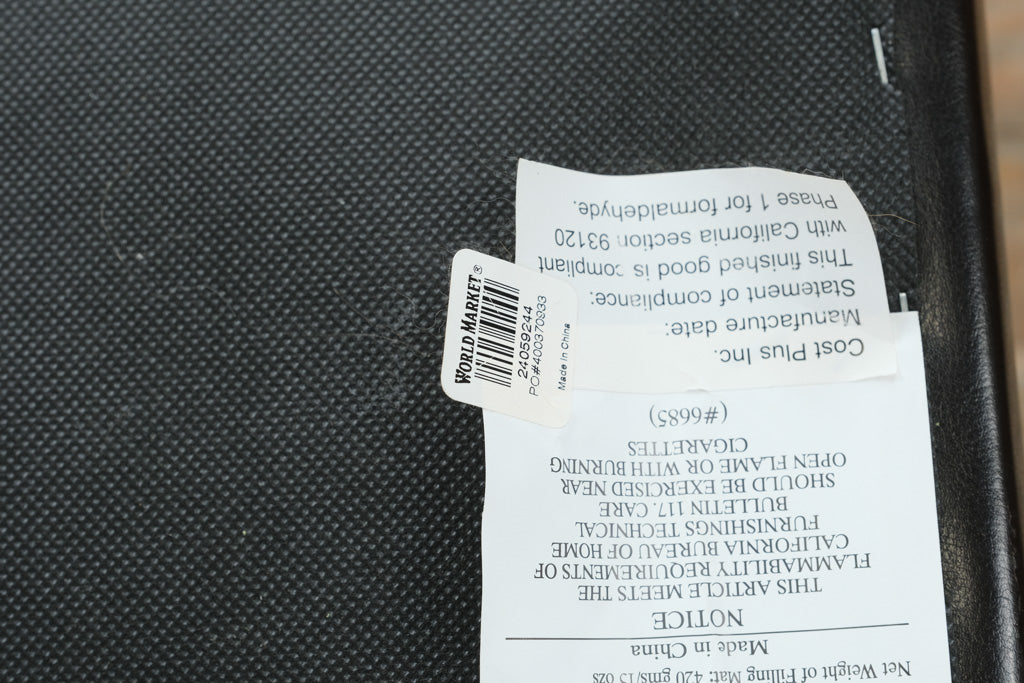 WORLD MARKET®
24059244
PO#400370933
Made in China
Cost Plus Inc.
Manufacture date:
Statement of compliance:
This finished good is compliant
with California section 93120
Phase 1 for formaldehyde.
Net Weight of Filling Mat: 420 gms/15 ozs
Made in China
NOTICE
THIS ARTICLE MEETS THE
FLAMMABILITY REQUIREMENTS OF
CALIFORNIA BUREAU OF HOME
FURNISHINGS TECHNICAL
BULLETIN 117. CARE
SHOULD BE EXERCISED NEAR
OPEN FLAME OR WITH BURNING
CIGARETTES
(#6685)